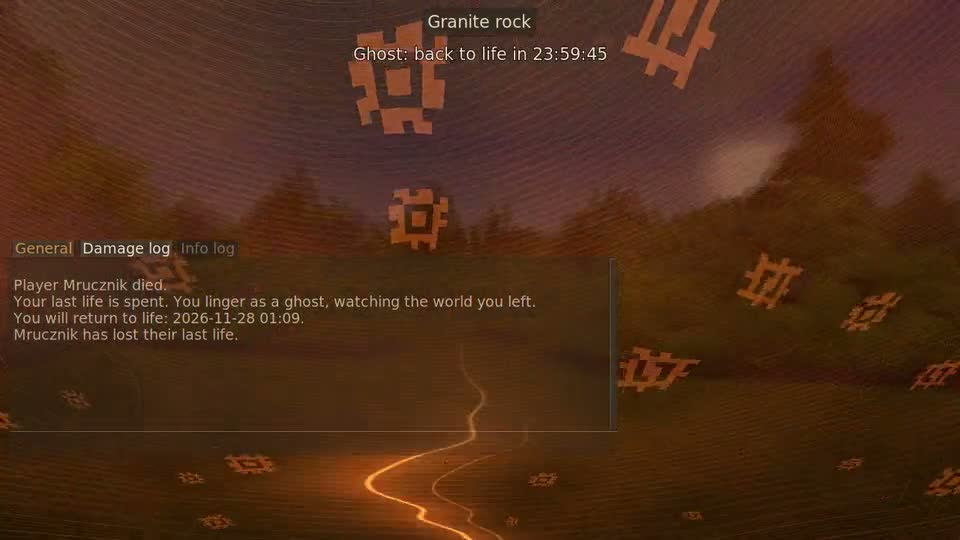 Granite rock
Ghost: back to life in 23:59:45
General Damage log Info log
Player Mrucznik died.
Your last life is spent. You linger as a ghost, watching the world you left.
You will return to life: 2026-11-28 01:09.
Mrucznik has lost their last life.